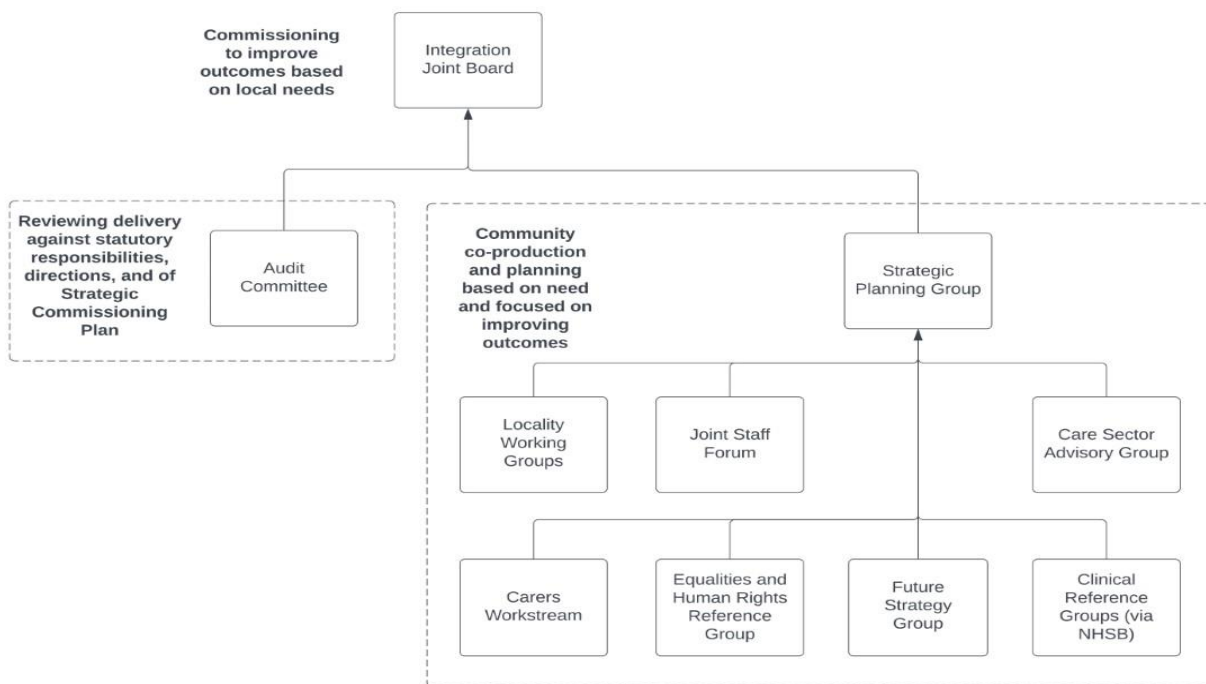 Commissioning
to improve
outcomes based
on local needs
Integration
Joint Board
Reviewing delivery
against statutory
responsibilities,
directions, and of
Strategic
Commissioning
Plan
Audit
Committee
Community
co-production
and planning
based on need
and focused on
improving
outcomes
Strategic
Planning Group
Locality
Working
Groups
Joint Staff
Forum
Care Sector
Advisory Group
Carers
Workstream
Equalities and
Human Rights
Reference
Group
Future
Strategy
Group
Clinical
Reference
Groups (via
NHSB)